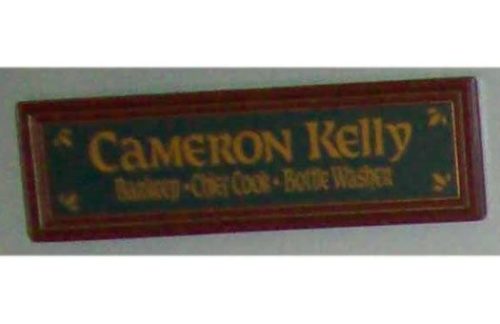 Cameron Kelly
Barkeep • Chief Cook • Bottle Washer